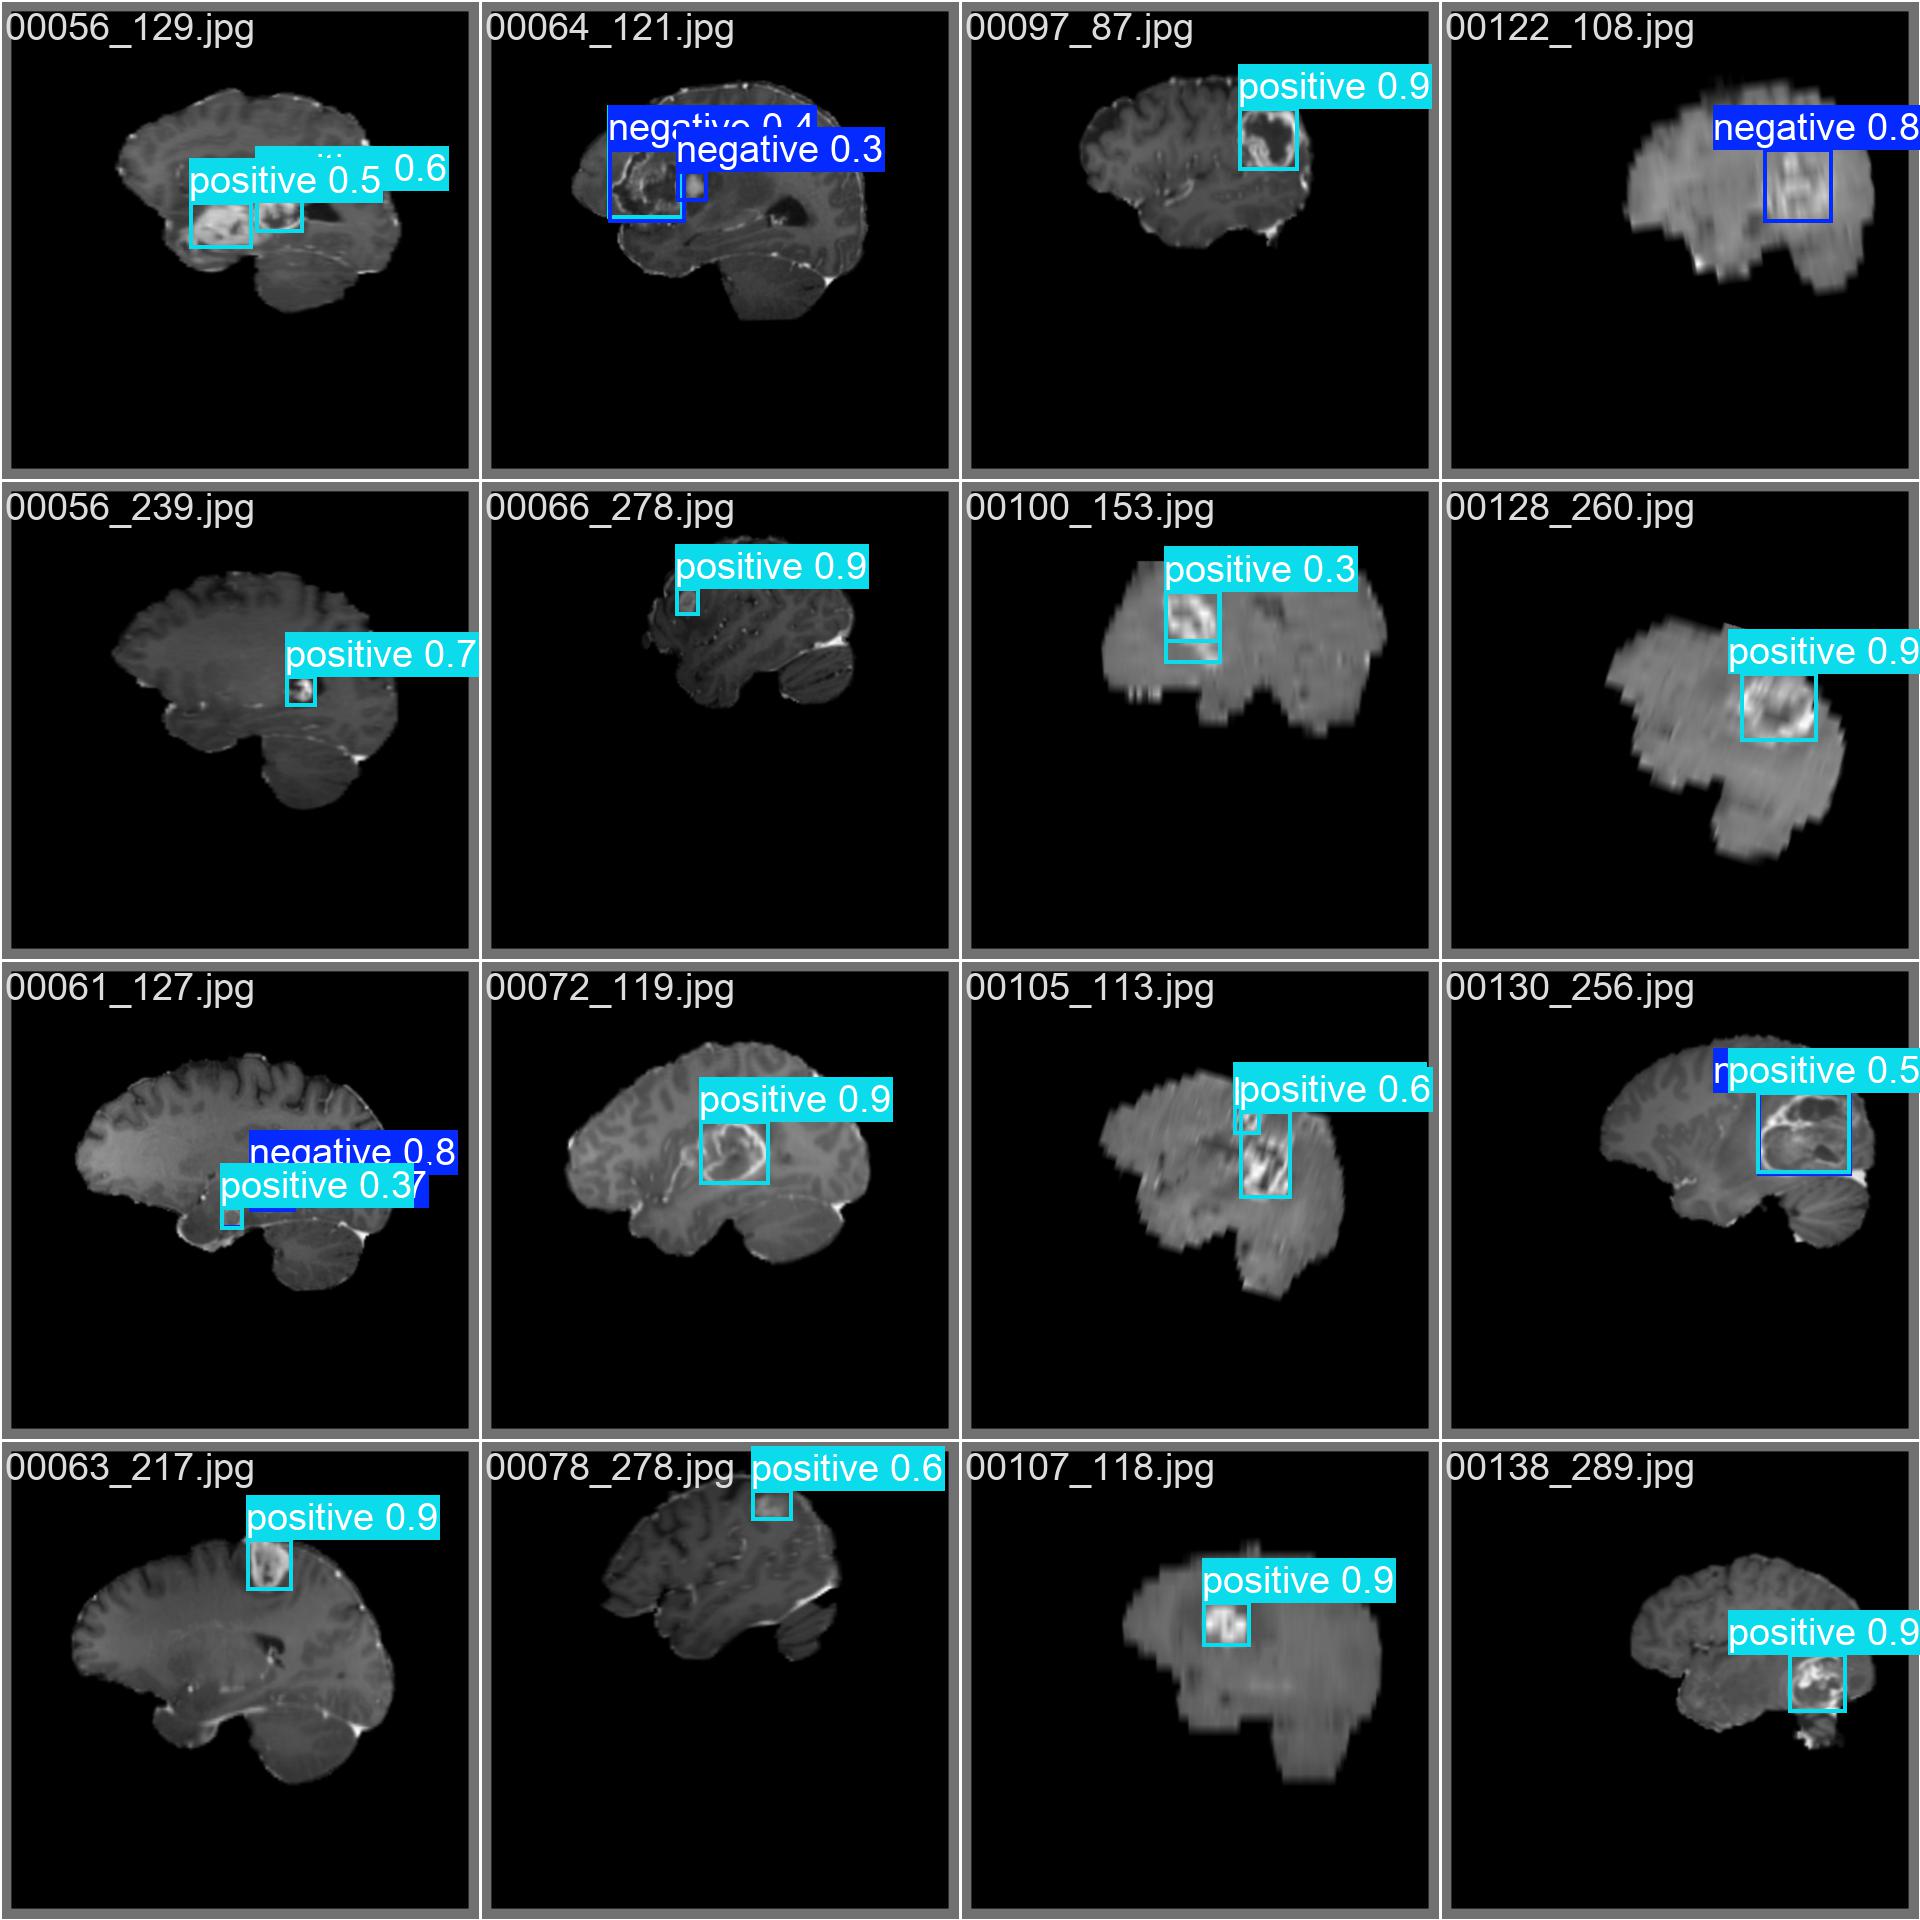 00056_129.jpg
0.6
positive 0.5
00064_121.jpg
negative 0.4
negative 0.3
00097_87.jpg
positive 0.9
00122_108.jpg
negative 0.8
00056_239.jpg
positive 0.7
00066_278.jpg
positive 0.9
00100_153.jpg
positive 0.3
00128_260.jpg
positive 0.9
00061_127.jpg
negative 0.8
positive 0.3
00072_119.jpg
positive 0.9
00105_113.jpg
positive 0.6
00130_256.jpg
positive 0.5
00063_217.jpg
positive 0.9
00078_278.jpg
positive 0.6
00107_118.jpg
positive 0.9
00138_289.jpg
positive 0.9